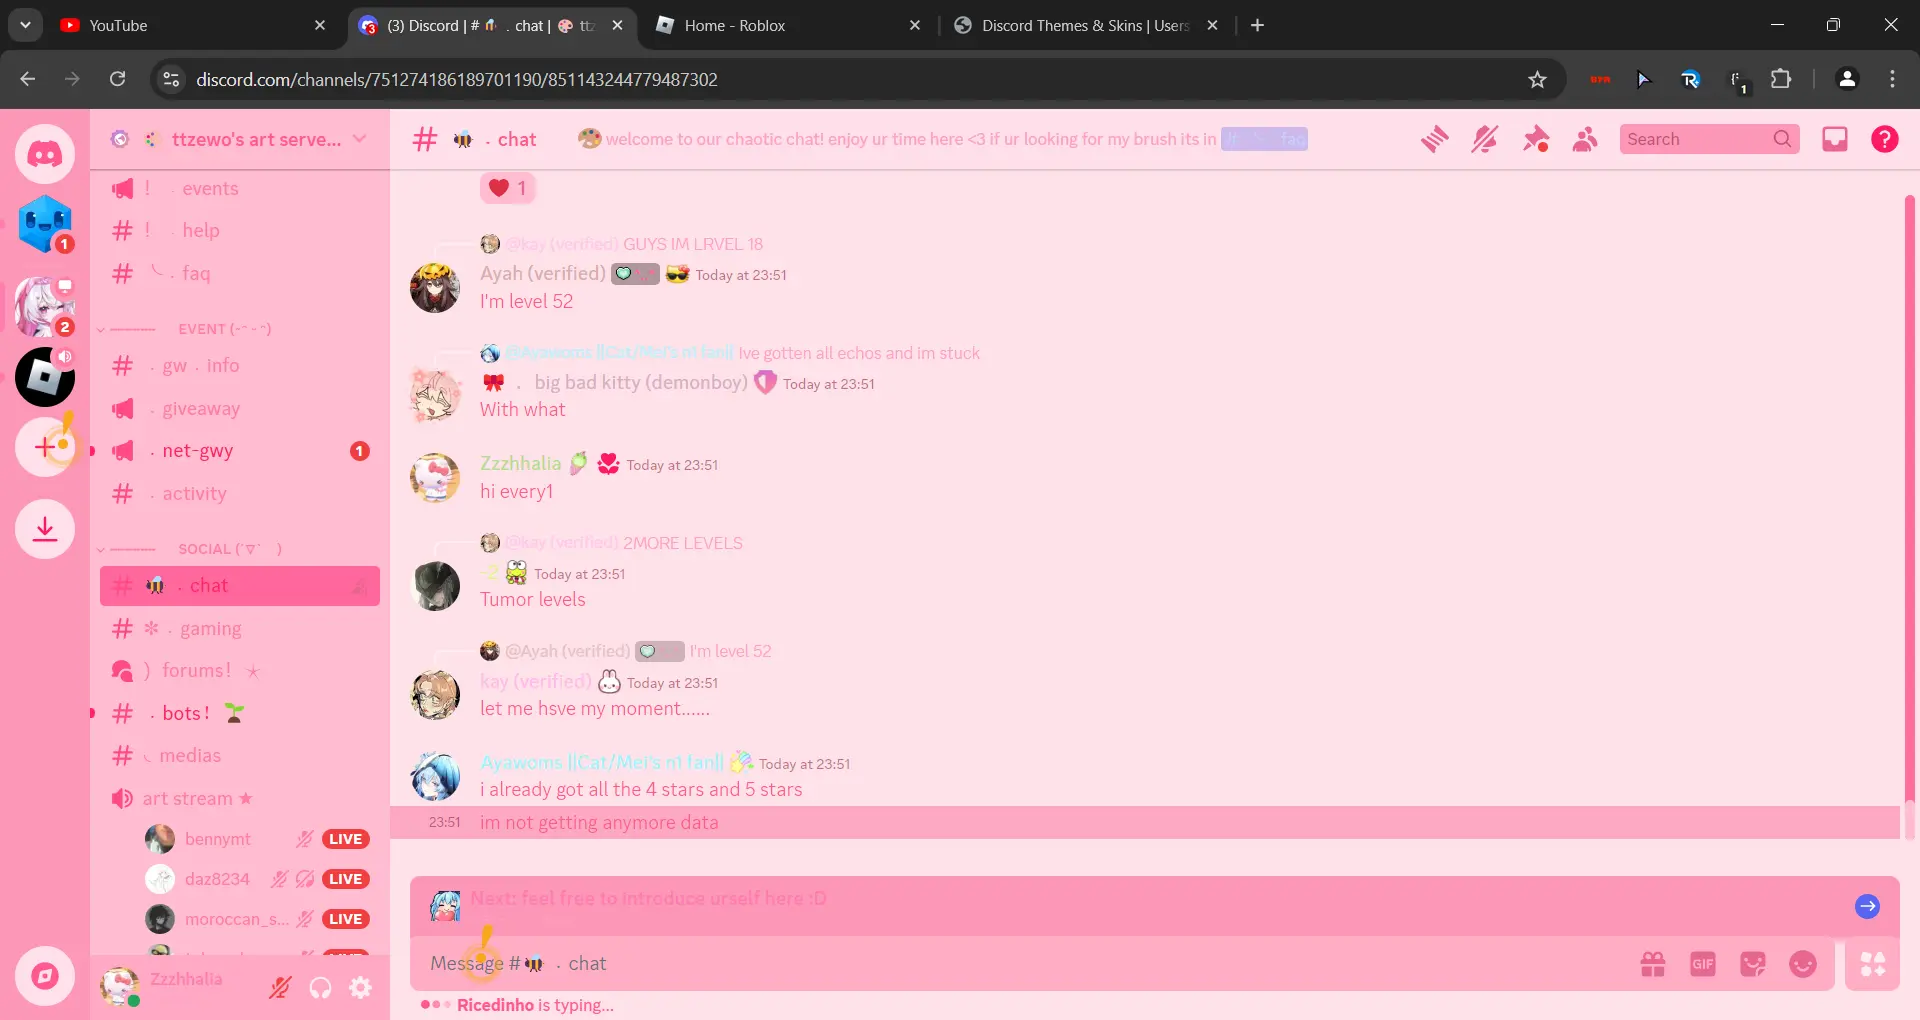 YouTube
(3) Discord | # . chat | ttz
Home - Roblox
Discord Themes & Skins | Users
discord.com/channels/751274186189701190/851143244779487302
1
ttzewo's art serve...
# . chat
welcome to our chaotic chat! enjoy ur time here <3 if ur looking for my brush its in # faq
Search
! . events
# ! . help
# . faq
EVENT
# . gw . info
. giveaway
. net-gwy 1
# . activity
SOCIAL
# . chat
# ✻ . gaming
) forums! ✶
# . bots!
# medias
art stream ★
bennymt LIVE
daz8234 LIVE
moroccan_s... LIVE
Zzzhhalia
1
2
❤ 1
@kay (verified) GUYS IM LRVEL 18
Ayah (verified) Today at 23:51
I'm level 52
@Ayawoms ||Cat/Mei's n1 fan|| Ive gotten all echos and im stuck
. big bad kitty (demonboy) Today at 23:51
With what
Zzzhhalia Today at 23:51
hi every1
@kay (verified) 2MORE LEVELS
Today at 23:51
Tumor levels
@Ayah (verified) I'm level 52
kay (verified) Today at 23:51
let me hsve my moment......
Ayawoms ||Cat/Mei's n1 fan|| Today at 23:51
i already got all the 4 stars and 5 stars
23:51 im not getting anymore data
Next: feel free to introduce urself here :D
Message # . chat
GIF
Ricedinho is typing...